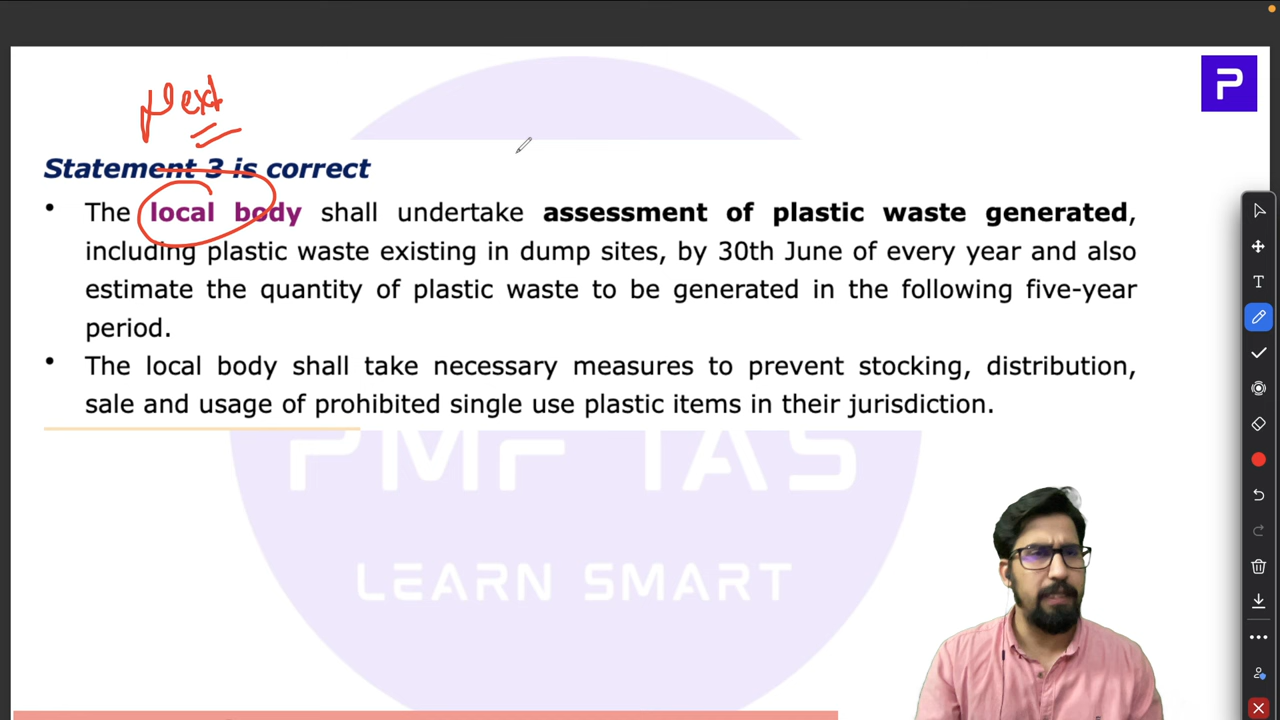 Next
P
Statement 3 is correct
• The local body shall undertake assessment of plastic waste generated,
including plastic waste existing in dump sites, by 30th June of every year and also
estimate the quantity of plastic waste to be generated in the following five-year
period.
• The local body shall take necessary measures to prevent stocking, distribution,
sale and usage of prohibited single use plastic items in their jurisdiction.
PMF IAS
LEARN SMART
T